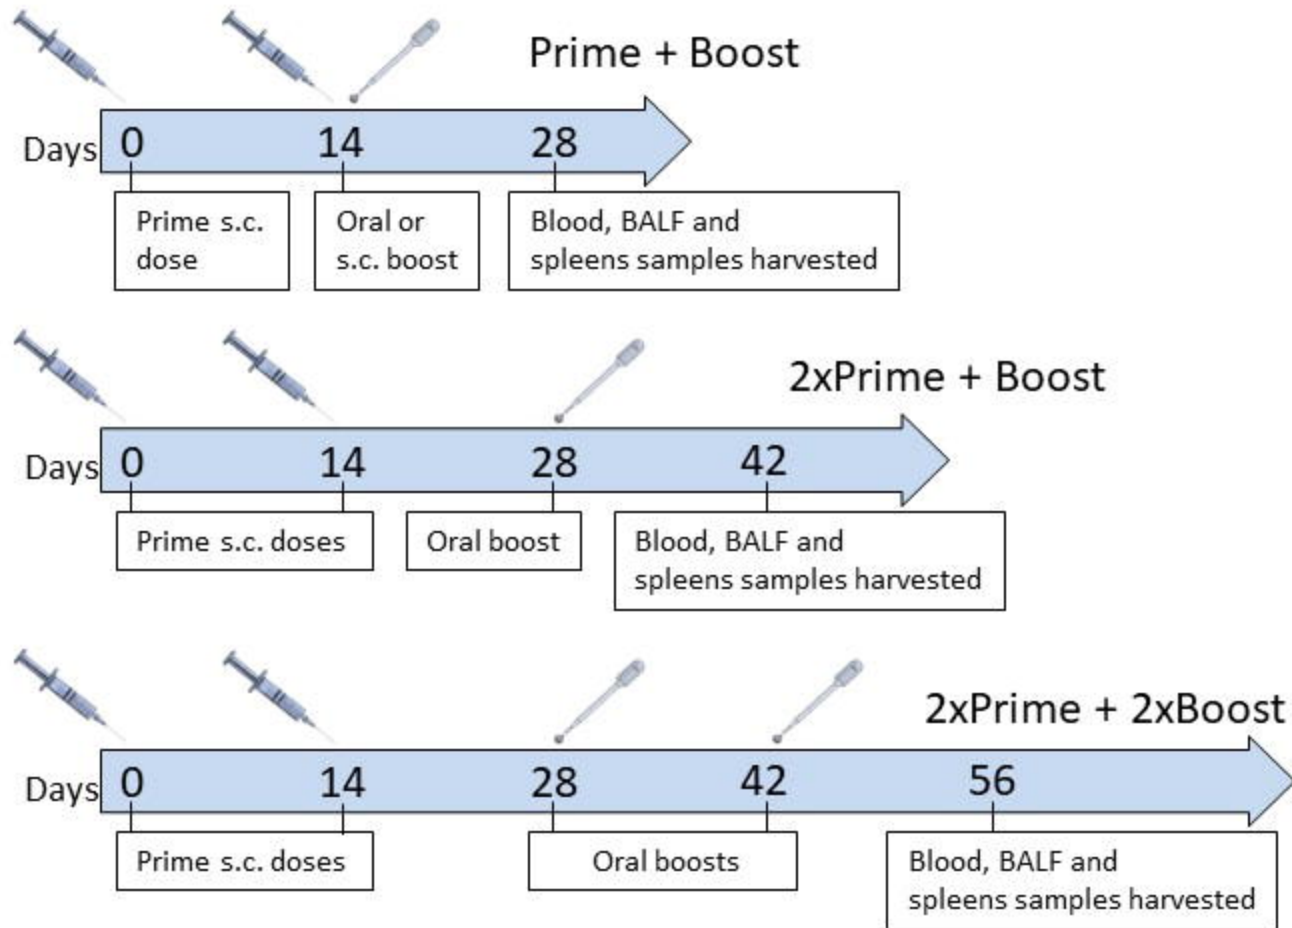 Prime + Boost
Days 0 14 28
Prime s.c.
dose
Oral or
s.c. boost
Blood, BALF and
spleens samples harvested
2xPrime + Boost
Days 0 14 28 42
Prime s.c. doses
Oral boost
Blood, BALF and
spleens samples harvested
2xPrime + 2xBoost
Days 0 14 28 42 56
Prime s.c. doses
Oral boosts
Blood, BALF and
spleens samples harvested